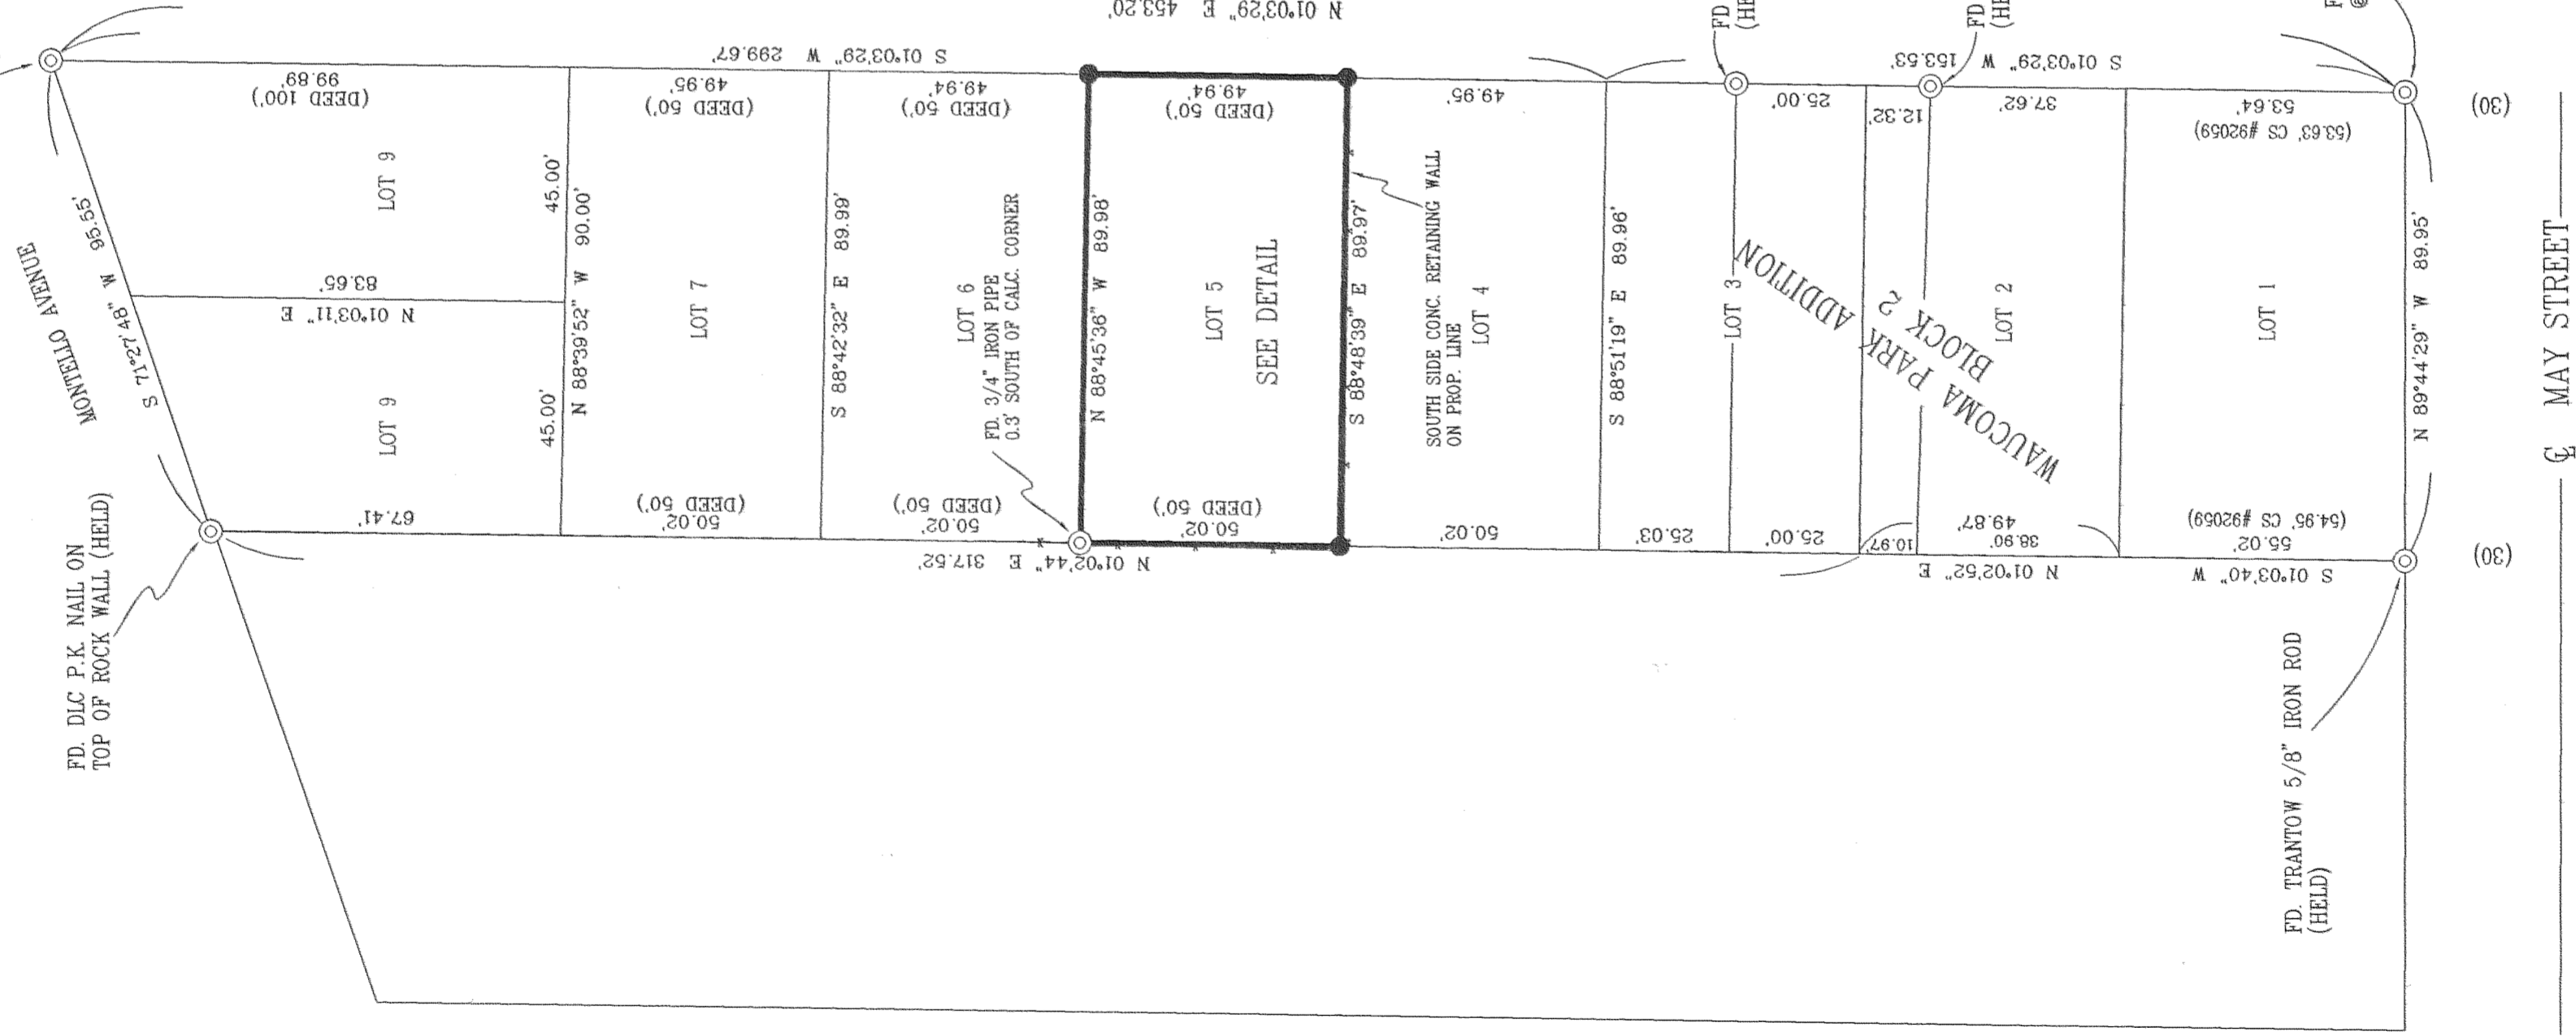 N 01°03'29" E 453.20'
S 01°03'29" W 299.67'
S 01°03'29" W 153.53'
FD
(HE
FD
(HE
F
@
99.89'
(DEED 100')
49.95'
(DEED 50')
49.94'
(DEED 50')
49.94'
(DEED 50')
49.95'
25.00'
12.32'
37.62'
53.64'
(53.63' CS #92059)
(30)
MONTELLO AVENUE
S 71°27'48" W 95.55'
LOT 9
45.00'
83.65'
N 01°03'11" E
LOT 9
45.00'
N 88°39'52" W 90.00'
LOT 7
S 88°42'32" E 89.99'
LOT 6
FD. 3/4" IRON PIPE
0.3' SOUTH OF CALC. CORNER
N 88°45'36" W 89.98'
LOT 5
SEE DETAIL
S 88°48'39" E 89.97'
SOUTH SIDE CONC. RETAINING WALL
ON PROP. LINE
LOT 4
S 88°51'19" E 89.96'
LOT 3
WAUCOMA PARK ADDITION
BLOCK 2
LOT 2
LOT 1
N 89°44'29" W 89.95'
℄ MAY STREET
67.41'
(DEED 50')
50.02'
(DEED 50')
50.02'
(DEED 50')
50.02'
50.02'
25.03'
25.00'
10.97'
49.87'
38.90'
(54.95' CS #92059)
55.02'
(30)
N 01°02'44" E 317.52'
N 01°02'52" E
S 01°03'40" W
FD. DLC P.K. NAIL ON
TOP OF ROCK WALL (HELD)
FD. TRANTOW 5/8" IRON ROD
(HELD)